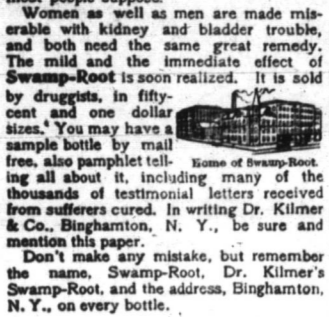 most people suppose.
Women as well as men are made mis-
erable with kidney and bladder trouble,
and both need the same great remedy.
The mild and the immediate effect of
Swamp-Root is soon realized. It is sold
by druggists, in fifty-
cent and one dollar
sizes. You may have a
sample bottle by mail
free, also pamphlet tell-
Home of Swamp-Root.
ing all about it, including many of the
thousands of testimonial letters received
from sufferers cured. In writing Dr. Kilmer
& Co., Binghamton, N. Y., be sure and
mention this paper.
Don't make any mistake, but remember
the name, Swamp-Root, Dr. Kilmer's
Swamp-Root, and the address, Binghamton,
N. Y., on every bottle.